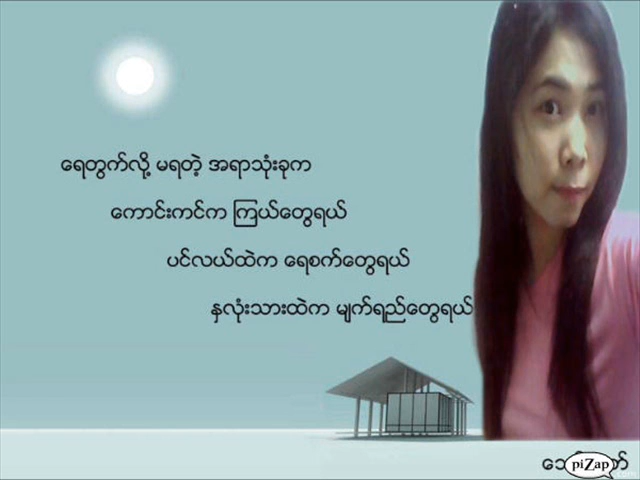 ရေတွက်လို့ မရတဲ့ အရာသုံးခုက
ကောင်းကင်က ကြယ်တွေရယ်
ပင်လယ်ထဲက ရေစက်တွေရယ်
နှလုံးသားထဲက မျက်ရည်တွေရယ်
piZap